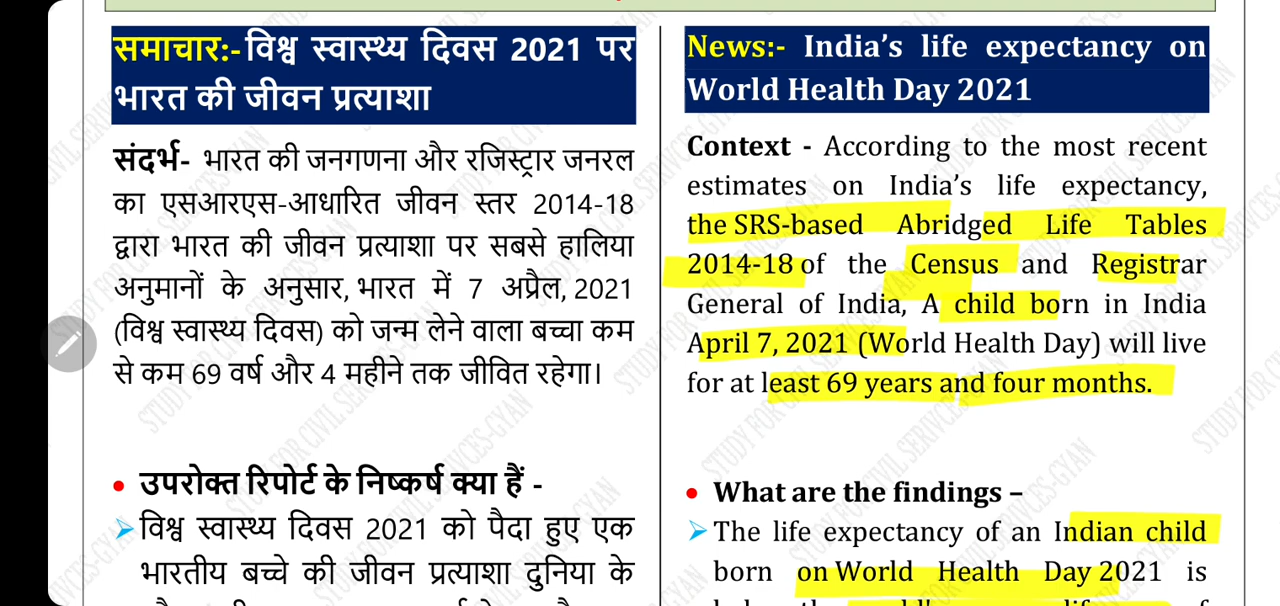 समाचार:- विश्व स्वास्थ्य दिवस 2021 पर
भारत की जीवन प्रत्याशा
संदर्भ- भारत की जनगणना और रजिस्ट्रार जनरल
का एसआरएस-आधारित जीवन स्तर 2014-18
द्वारा भारत की जीवन प्रत्याशा पर सबसे हालिया
अनुमानों के अनुसार, भारत में 7 अप्रैल, 2021
(विश्व स्वास्थ्य दिवस) को जन्म लेने वाला बच्चा कम
से कम 69 वर्ष और 4 महीने तक जीवित रहेगा।
• उपरोक्त रिपोर्ट के निष्कर्ष क्या हैं -
➤ विश्व स्वास्थ्य दिवस 2021 को पैदा हुए एक
भारतीय बच्चे की जीवन प्रत्याशा दुनिया के
News:- India’s life expectancy on
World Health Day 2021
Context - According to the most recent
estimates on India’s life expectancy,
the SRS-based Abridged Life Tables
2014-18 of the Census and Registrar
General of India, A child born in India
April 7, 2021 (World Health Day) will live
for at least 69 years and four months.
• What are the findings –
➤ The life expectancy of an Indian child
born on World Health Day 2021 is